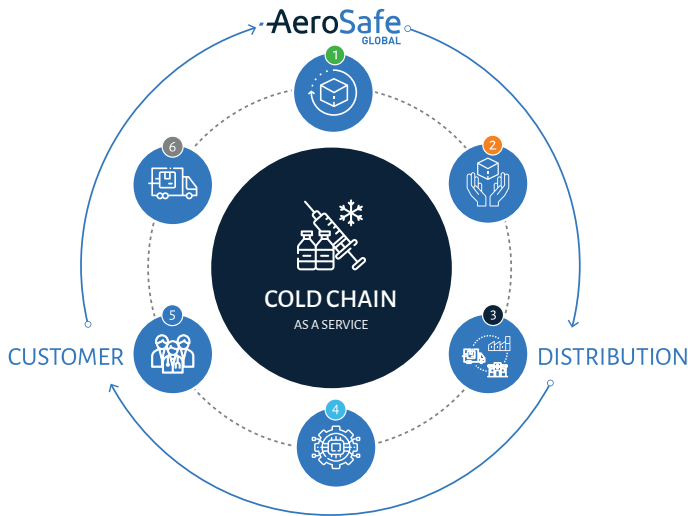 AeroSafe
GLOBAL
1
6
2
COLD CHAIN
AS A SERVICE
5
3
CUSTOMER
DISTRIBUTION
4